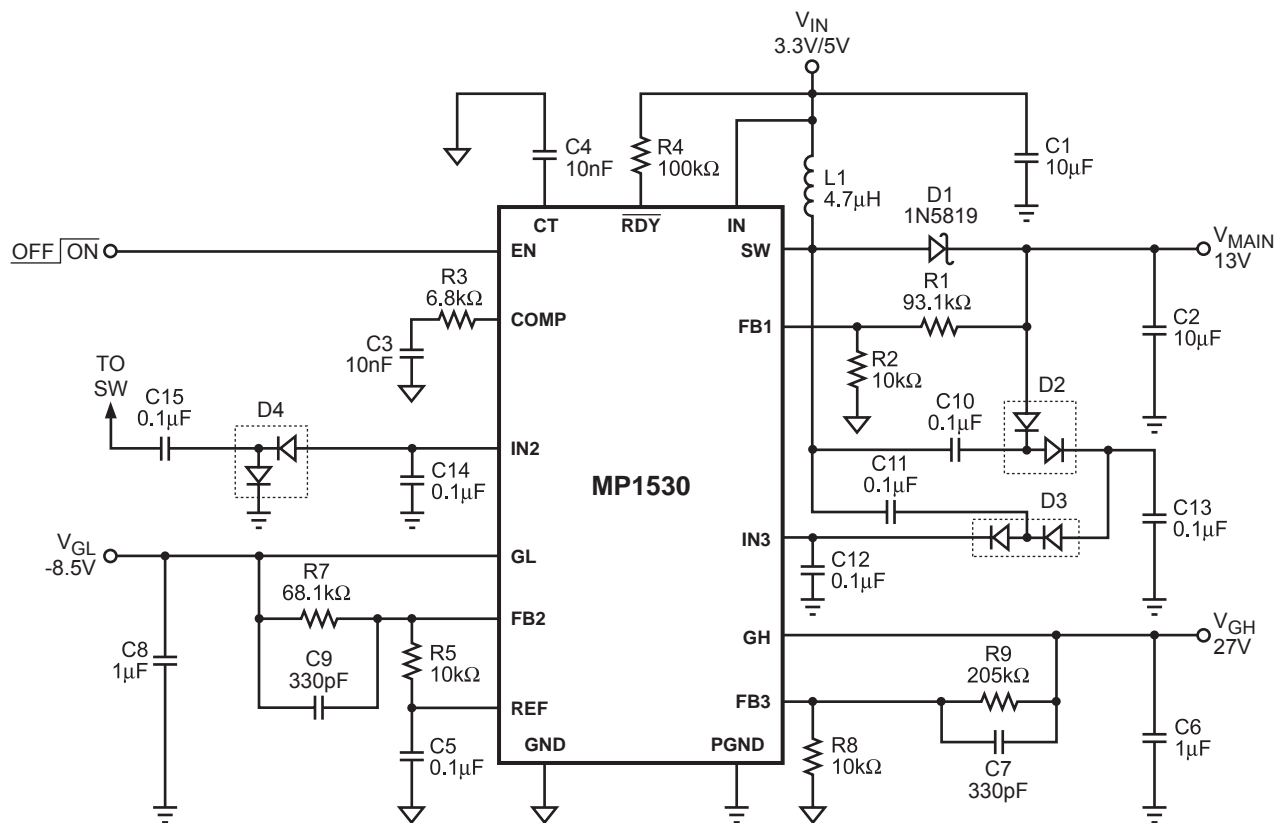 VIN
3.3V/5V
C4
10nF
R4
100kΩ
C1
10µF
L1
4.7µH
D1
1N5819
CT
RDY
IN
OFF ON
EN
SW
VMAIN
13V
R3
6.8kΩ
R1
93.1kΩ
COMP
FB1
C2
10µF
C3
10nF
R2
10kΩ
TO
SW
C15
0.1µF
D4
C10
0.1µF
D2
IN2
C14
0.1µF
MP1530
C11
0.1µF
D3
C13
0.1µF
IN3
VGL
-8.5V
GL
C12
0.1µF
R7
68.1kΩ
FB2
GH
VGH
27V
C8
1µF
C9
330pF
R5
10kΩ
R9
205kΩ
REF
FB3
GND
PGND
C5
0.1µF
R8
10kΩ
C7
330pF
C6
1µF